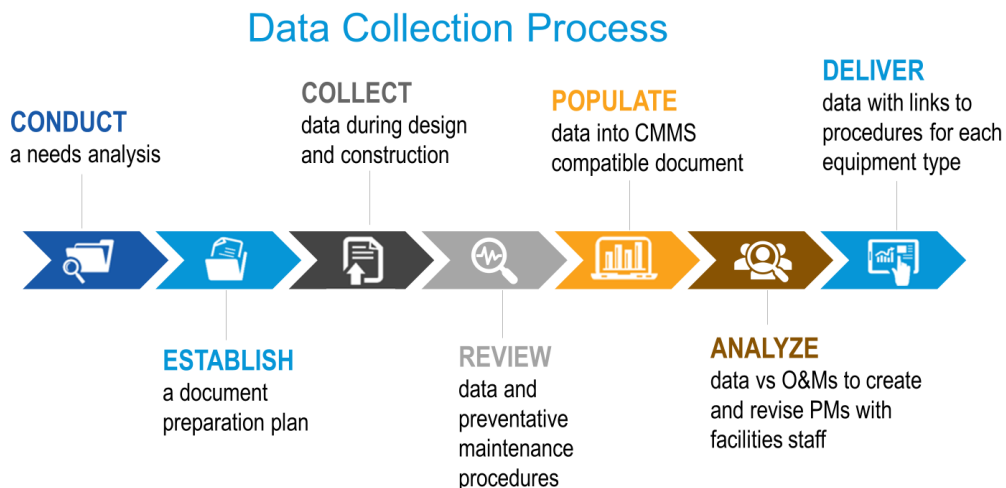 Data Collection Process
CONDUCT
a needs analysis
ESTABLISH
a document
preparation plan
COLLECT
data during design
and construction
REVIEW
data and
preventative
maintenance
procedures
POPULATE
data into CMMS
compatible document
ANALYZE
data vs O&Ms to create
and revise PMs with
facilities staff
DELIVER
data with links to
procedures for each
equipment type